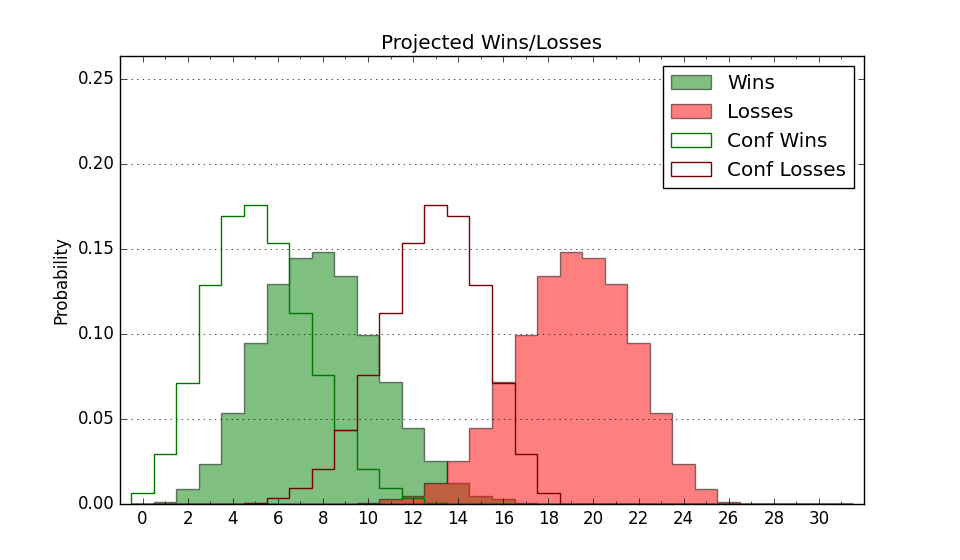 Projected Wins/Losses
Probability
0.25
0.20
0.15
0.10
0.05
0.00
Wins
Losses
Conf Wins
Conf Losses
0 2 4 6 8 10 12 14 16 18 20 22 24 26 28 30